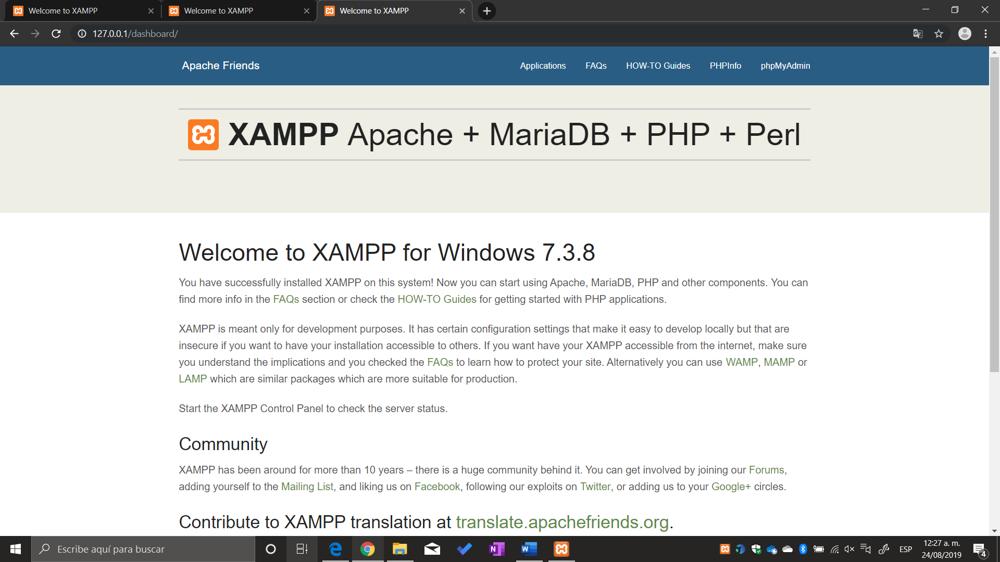 Welcome to XAMPP
Welcome to XAMPP
Welcome to XAMPP
127.0.0.1/dashboard/
Apache Friends
Applications
FAQs
HOW-TO Guides
PHPInfo
phpMyAdmin
XAMPP Apache + MariaDB + PHP + Perl
Welcome to XAMPP for Windows 7.3.8
You have successfully installed XAMPP on this system! Now you can start using Apache, MariaDB, PHP and other components. You can
find more info in the FAQs section or check the HOW-TO Guides for getting started with PHP applications.
XAMPP is meant only for development purposes. It has certain configuration settings that make it easy to develop locally but that are
insecure if you want to have your installation accessible to others. If you want have your XAMPP accessible from the internet, make sure
you understand the implications and you checked the FAQs to learn how to protect your site. Alternatively you can use WAMP, MAMP or
LAMP which are similar packages which are more suitable for production.
Start the XAMPP Control Panel to check the server status.
Community
XAMPP has been around for more than 10 years – there is a huge community behind it. You can get involved by joining our Forums,
adding yourself to the Mailing List, and liking us on Facebook, following our exploits on Twitter, or adding us to your Google+ circles.
Contribute to XAMPP translation at translate.apachefriends.org.
Escribe aquí para buscar
ESP
12:27 a. m.
24/08/2019
4